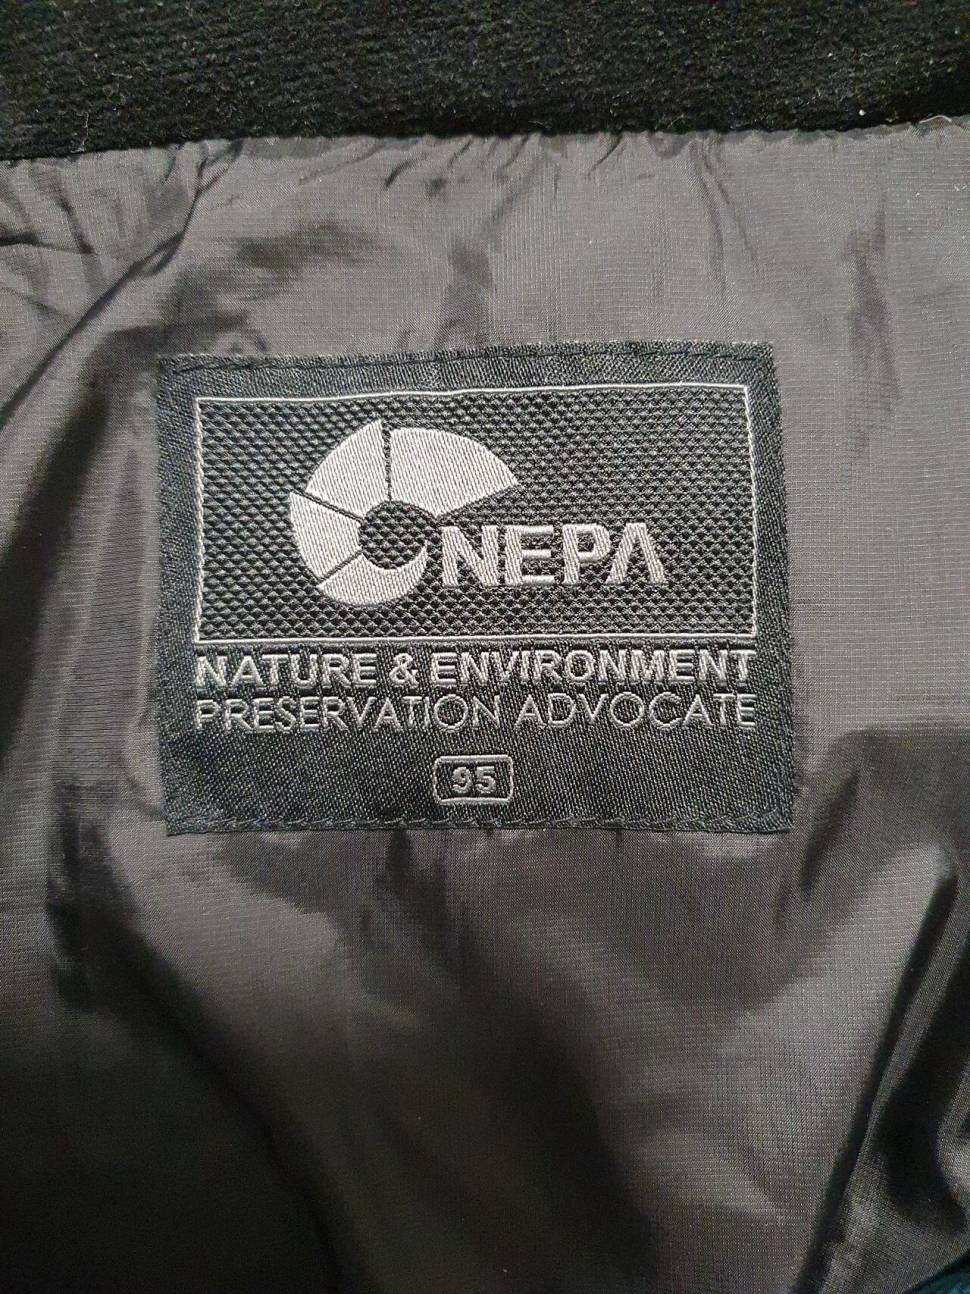 NEPA
NATURE & ENVIRONMENT
PRESERVATION ADVOCATE
95